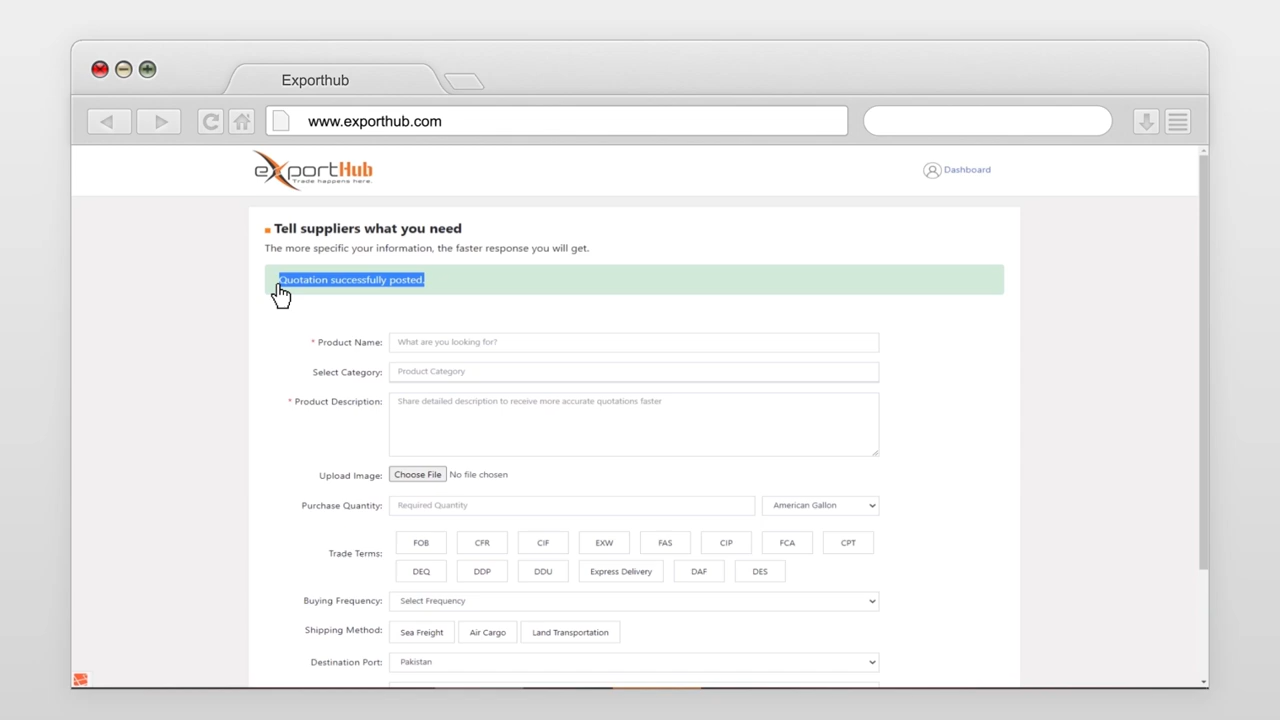 Exporthub
www.exporthub.com
exportHub
Trade happens here.
Dashboard
Tell suppliers what you need
The more specific your information, the faster response you will get.
Quotation successfully posted.
* Product Name: What are you looking for?
Select Category: Product Category
* Product Description: Share detailed description to receive more accurate quotations faster
Upload Image: Choose File No file chosen
Purchase Quantity: Required Quantity American Gallon
FOB CFR CIF EXW FAS CIP FCA CPT
Trade Terms:
DEQ DDP DDU Express Delivery DAF DES
Buying Frequency: Select Frequency
Shipping Method: Sea Freight Air Cargo Land Transportation
Destination Port: Pakistan